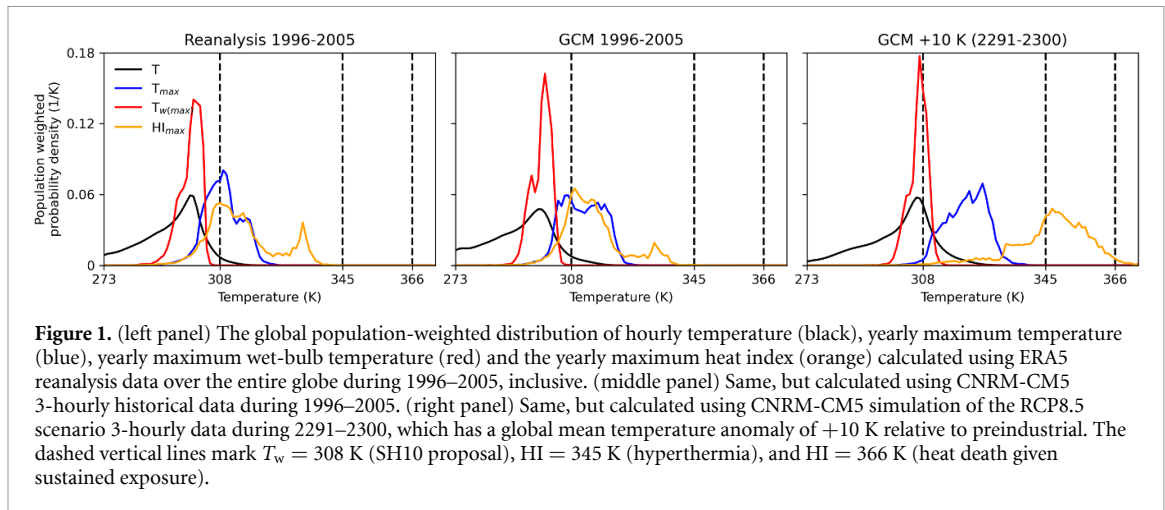 Reanalysis 1996-2005
GCM 1996-2005
GCM +10 K (2291-2300)
Population weighted
probability density (1/K)
0.18
0.12
0.06
0
T
T_max
T_w(max)
HI_max
273 308 345 366
273 308 345 366
273 308 345 366
Temperature (K)
Temperature (K)
Temperature (K)
Figure 1. (left panel) The global population-weighted distribution of hourly temperature (black), yearly maximum temperature
(blue), yearly maximum wet-bulb temperature (red) and the yearly maximum heat index (orange) calculated using ERA5
reanalysis data over the entire globe during 1996–2005, inclusive. (middle panel) Same, but calculated using CNRM-CM5
3-hourly historical data during 1996–2005. (right panel) Same, but calculated using CNRM-CM5 simulation of the RCP8.5
scenario 3-hourly data during 2291–2300, which has a global mean temperature anomaly of +10 K relative to preindustrial. The
dashed vertical lines mark T_w = 308 K (SH10 proposal), HI = 345 K (hyperthermia), and HI = 366 K (heat death given
sustained exposure).